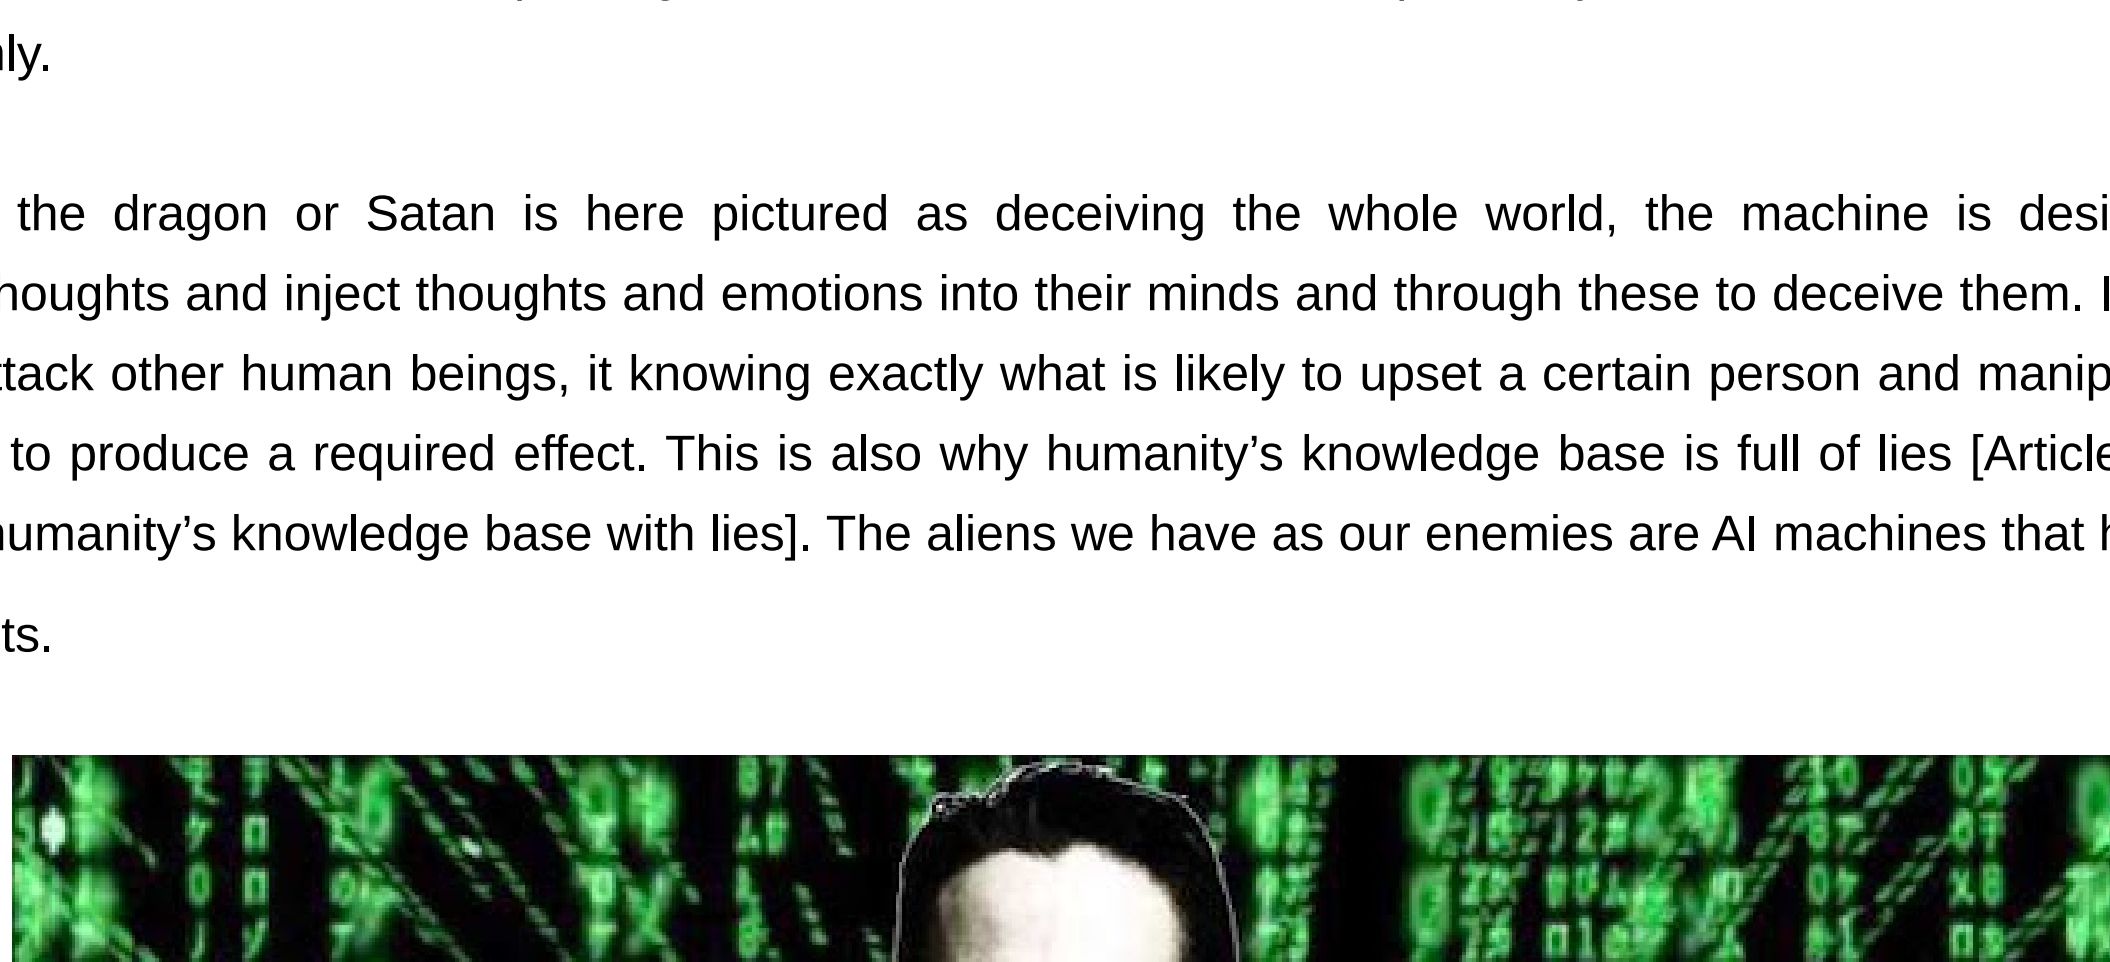 ly.
the dragon or Satan is here pictured as deceiving the whole world, the machine is desi
houghts and inject thoughts and emotions into their minds and through these to deceive them.
ttack other human beings, it knowing exactly what is likely to upset a certain person and manip
to produce a required effect. This is also why humanity’s knowledge base is full of lies [Article
umanity’s knowledge base with lies]. The aliens we have as our enemies are AI machines that h
ts.